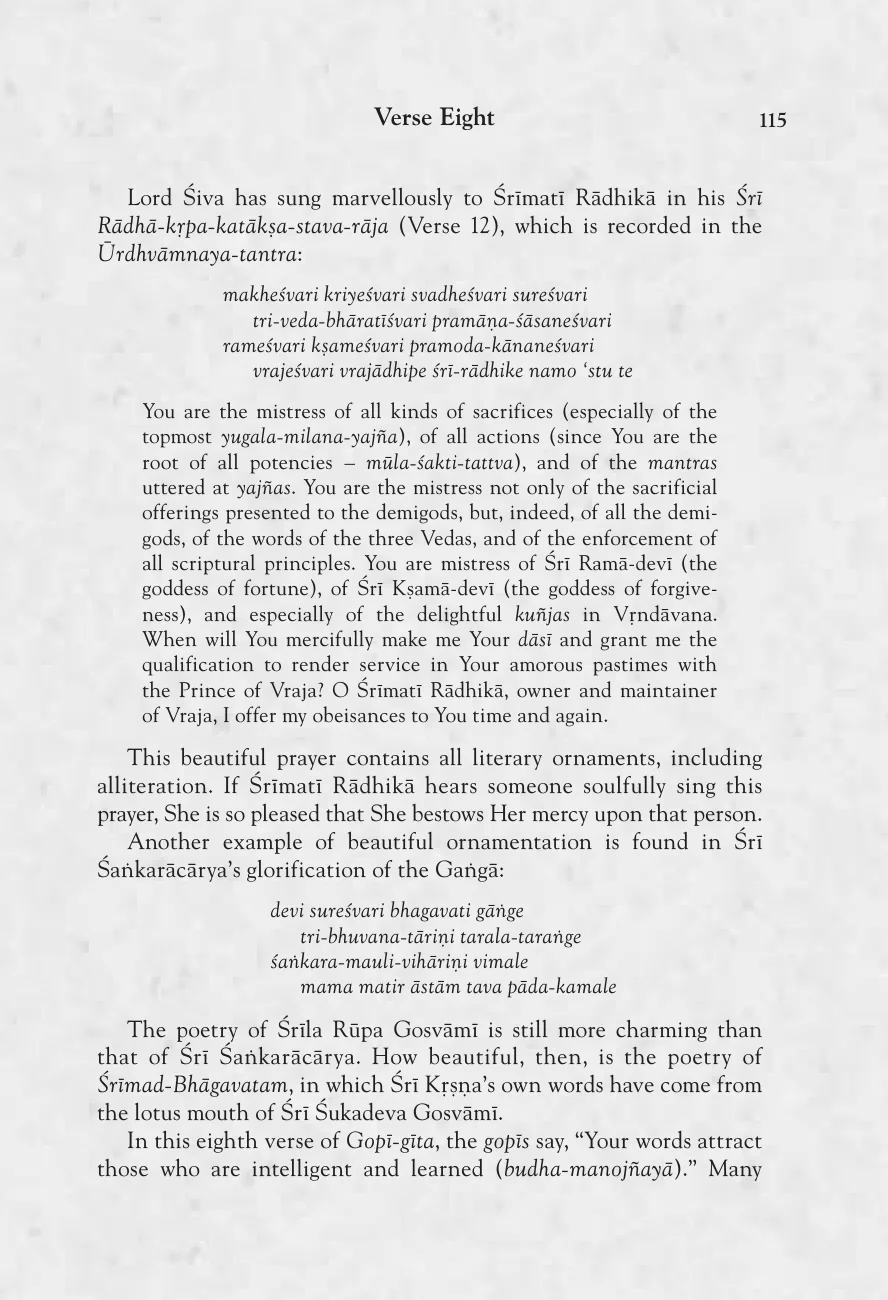 Verse Eight
115
Lord Śiva has sung marvellously to Śrīmatī Rādhikā in his Śrī
Rādhā-kṛpa-katākṣa-stava-rāja (Verse 12), which is recorded in the
Ūrdhvāmnaya-tantra:
makheśvari kriyeśvari svadheśvari sureśvari
tri-veda-bhāratīśvari pramāṇa-śāsaneśvari
rameśvari kṣameśvari pramoda-kānaneśvari
vrajeśvari vrajādhipe śrī-rādhike namo ‘stu te
You are the mistress of all kinds of sacrifices (especially of the
topmost yugala-milana-yajña), of all actions (since You are the
root of all potencies – mūla-śakti-tattva), and of the mantras
uttered at yajñas. You are the mistress not only of the sacrificial
offerings presented to the demigods, but, indeed, of all the demi-
gods, of the words of the three Vedas, and of the enforcement of
all scriptural principles. You are mistress of Śrī Ramā-devī (the
goddess of fortune), of Śrī Kṣamā-devī (the goddess of forgive-
ness), and especially of the delightful kuñjas in Vṛndāvana.
When will You mercifully make me Your dāsī and grant me the
qualification to render service in Your amorous pastimes with
the Prince of Vraja? O Śrīmatī Rādhikā, owner and maintainer
of Vraja, I offer my obeisances to You time and again.
This beautiful prayer contains all literary ornaments, including
alliteration. If Śrīmatī Rādhikā hears someone soulfully sing this
prayer, She is so pleased that She bestows Her mercy upon that person.
Another example of beautiful ornamentation is found in Śrī
Śaṅkarācārya’s glorification of the Gaṅgā:
devi sureśvari bhagavati gāṅge
tri-bhuvana-tāriṇi tarala-taraṅge
śaṅkara-mauli-vihāriṇi vimale
mama matir āstām tava pāda-kamale
The poetry of Śrīla Rūpa Gosvāmī is still more charming than
that of Śrī Śaṅkarācārya. How beautiful, then, is the poetry of
Śrīmad-Bhāgavatam, in which Śrī Kṛṣṇa’s own words have come from
the lotus mouth of Śrī Śukadeva Gosvāmī.
In this eighth verse of Gopī-gīta, the gopīs say, “Your words attract
those who are intelligent and learned (budha-manojñayā).” Many